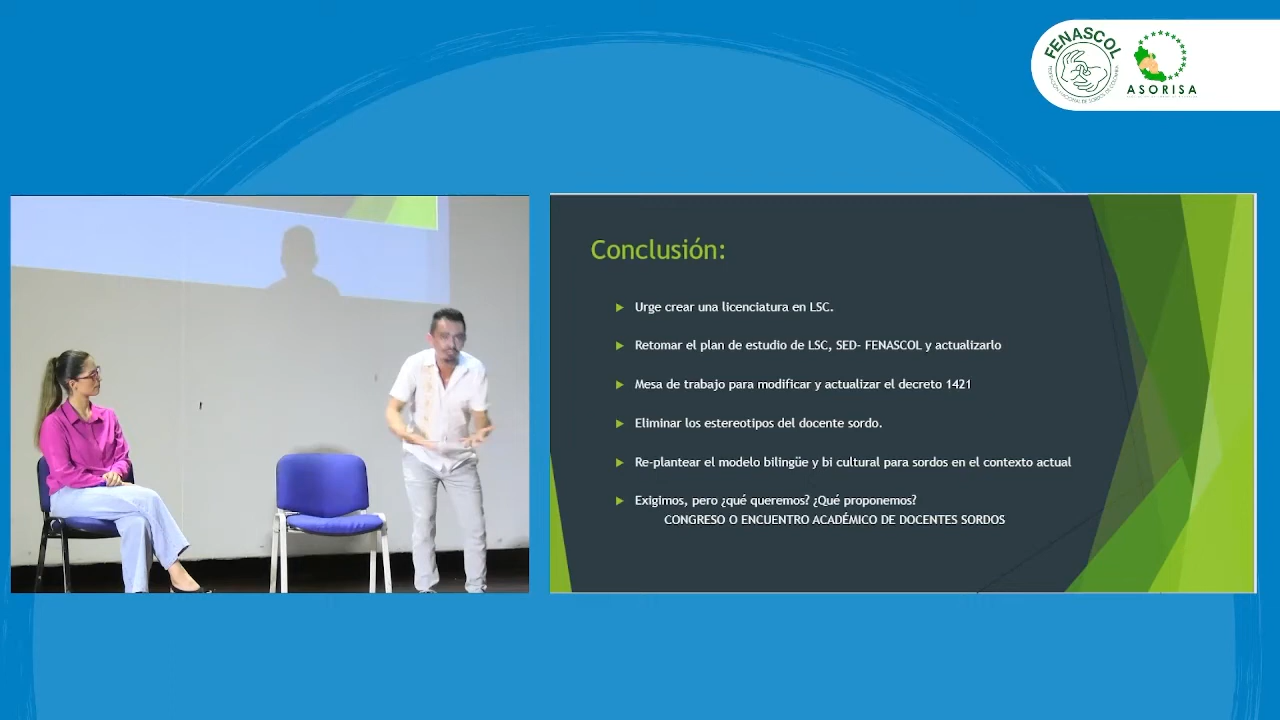 FENASCOL
ASORISA
Conclusión:
Urge crear una licenciatura en LSC.
Retomar el plan de estudio de LSC, SED- FENASCOL y actualizarlo
Mesa de trabajo para modificar y actualizar el decreto 1421
Eliminar los estereotipos del docente sordo.
Re-plantear el modelo bilingüe y bi cultural para sordos en el contexto actual
Exigimos, pero ¿qué queremos? ¿Qué proponemos?
CONGRESO O ENCUENTRO ACADÉMICO DE DOCENTES SORDOS